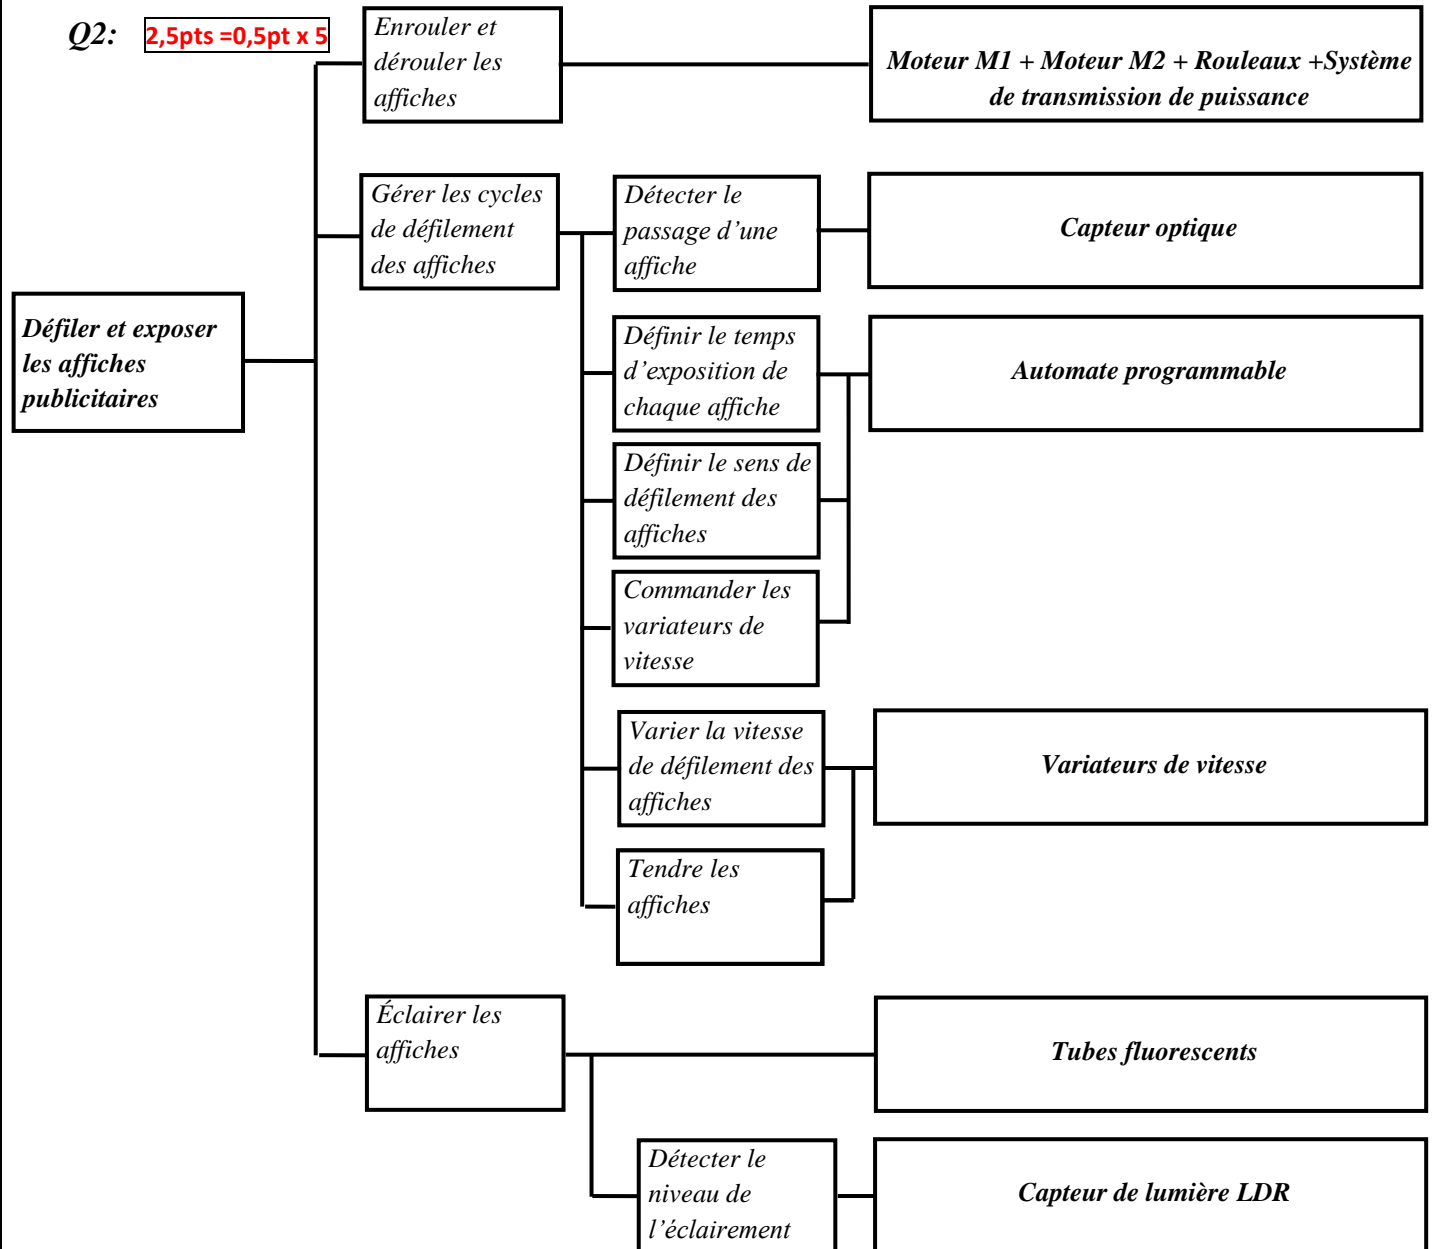 Q2: 2,5pts =0,5pt x 5
Enrouler et
dérouler les
affiches
Moteur M1 + Moteur M2 + Rouleaux +Système
de transmission de puissance
Gérer les cycles
de défilement
des affiches
Détecter le
passage d’une
affiche
Capteur optique
Défiler et exposer
les affiches
publicitaires
Définir le temps
d’exposition de
chaque affiche
Automate programmable
Définir le sens de
défilement des
affiches
Commander les
variateurs de
vitesse
Varier la vitesse
de défilement des
affiches
Variateurs de vitesse
Tendre les
affiches
Éclairer les
affiches
Tubes fluorescents
Détecter le
niveau de
l’éclairement
Capteur de lumière LDR